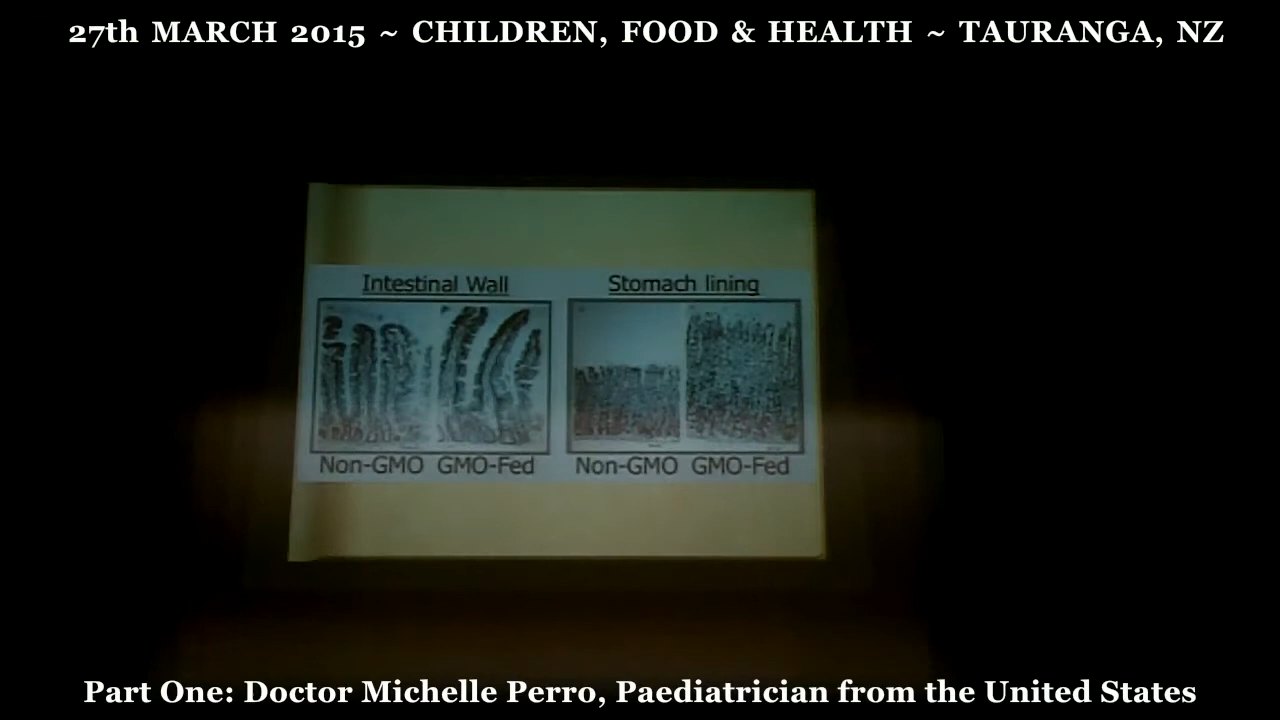 27th MARCH 2015 ~ CHILDREN, FOOD & HEALTH ~ TAURANGA, NZ
Intestinal Wall Stomach lining
Non-GMO GMO-Fed Non-GMO GMO-Fed
Part One: Doctor Michelle Perro, Paediatrician from the United States